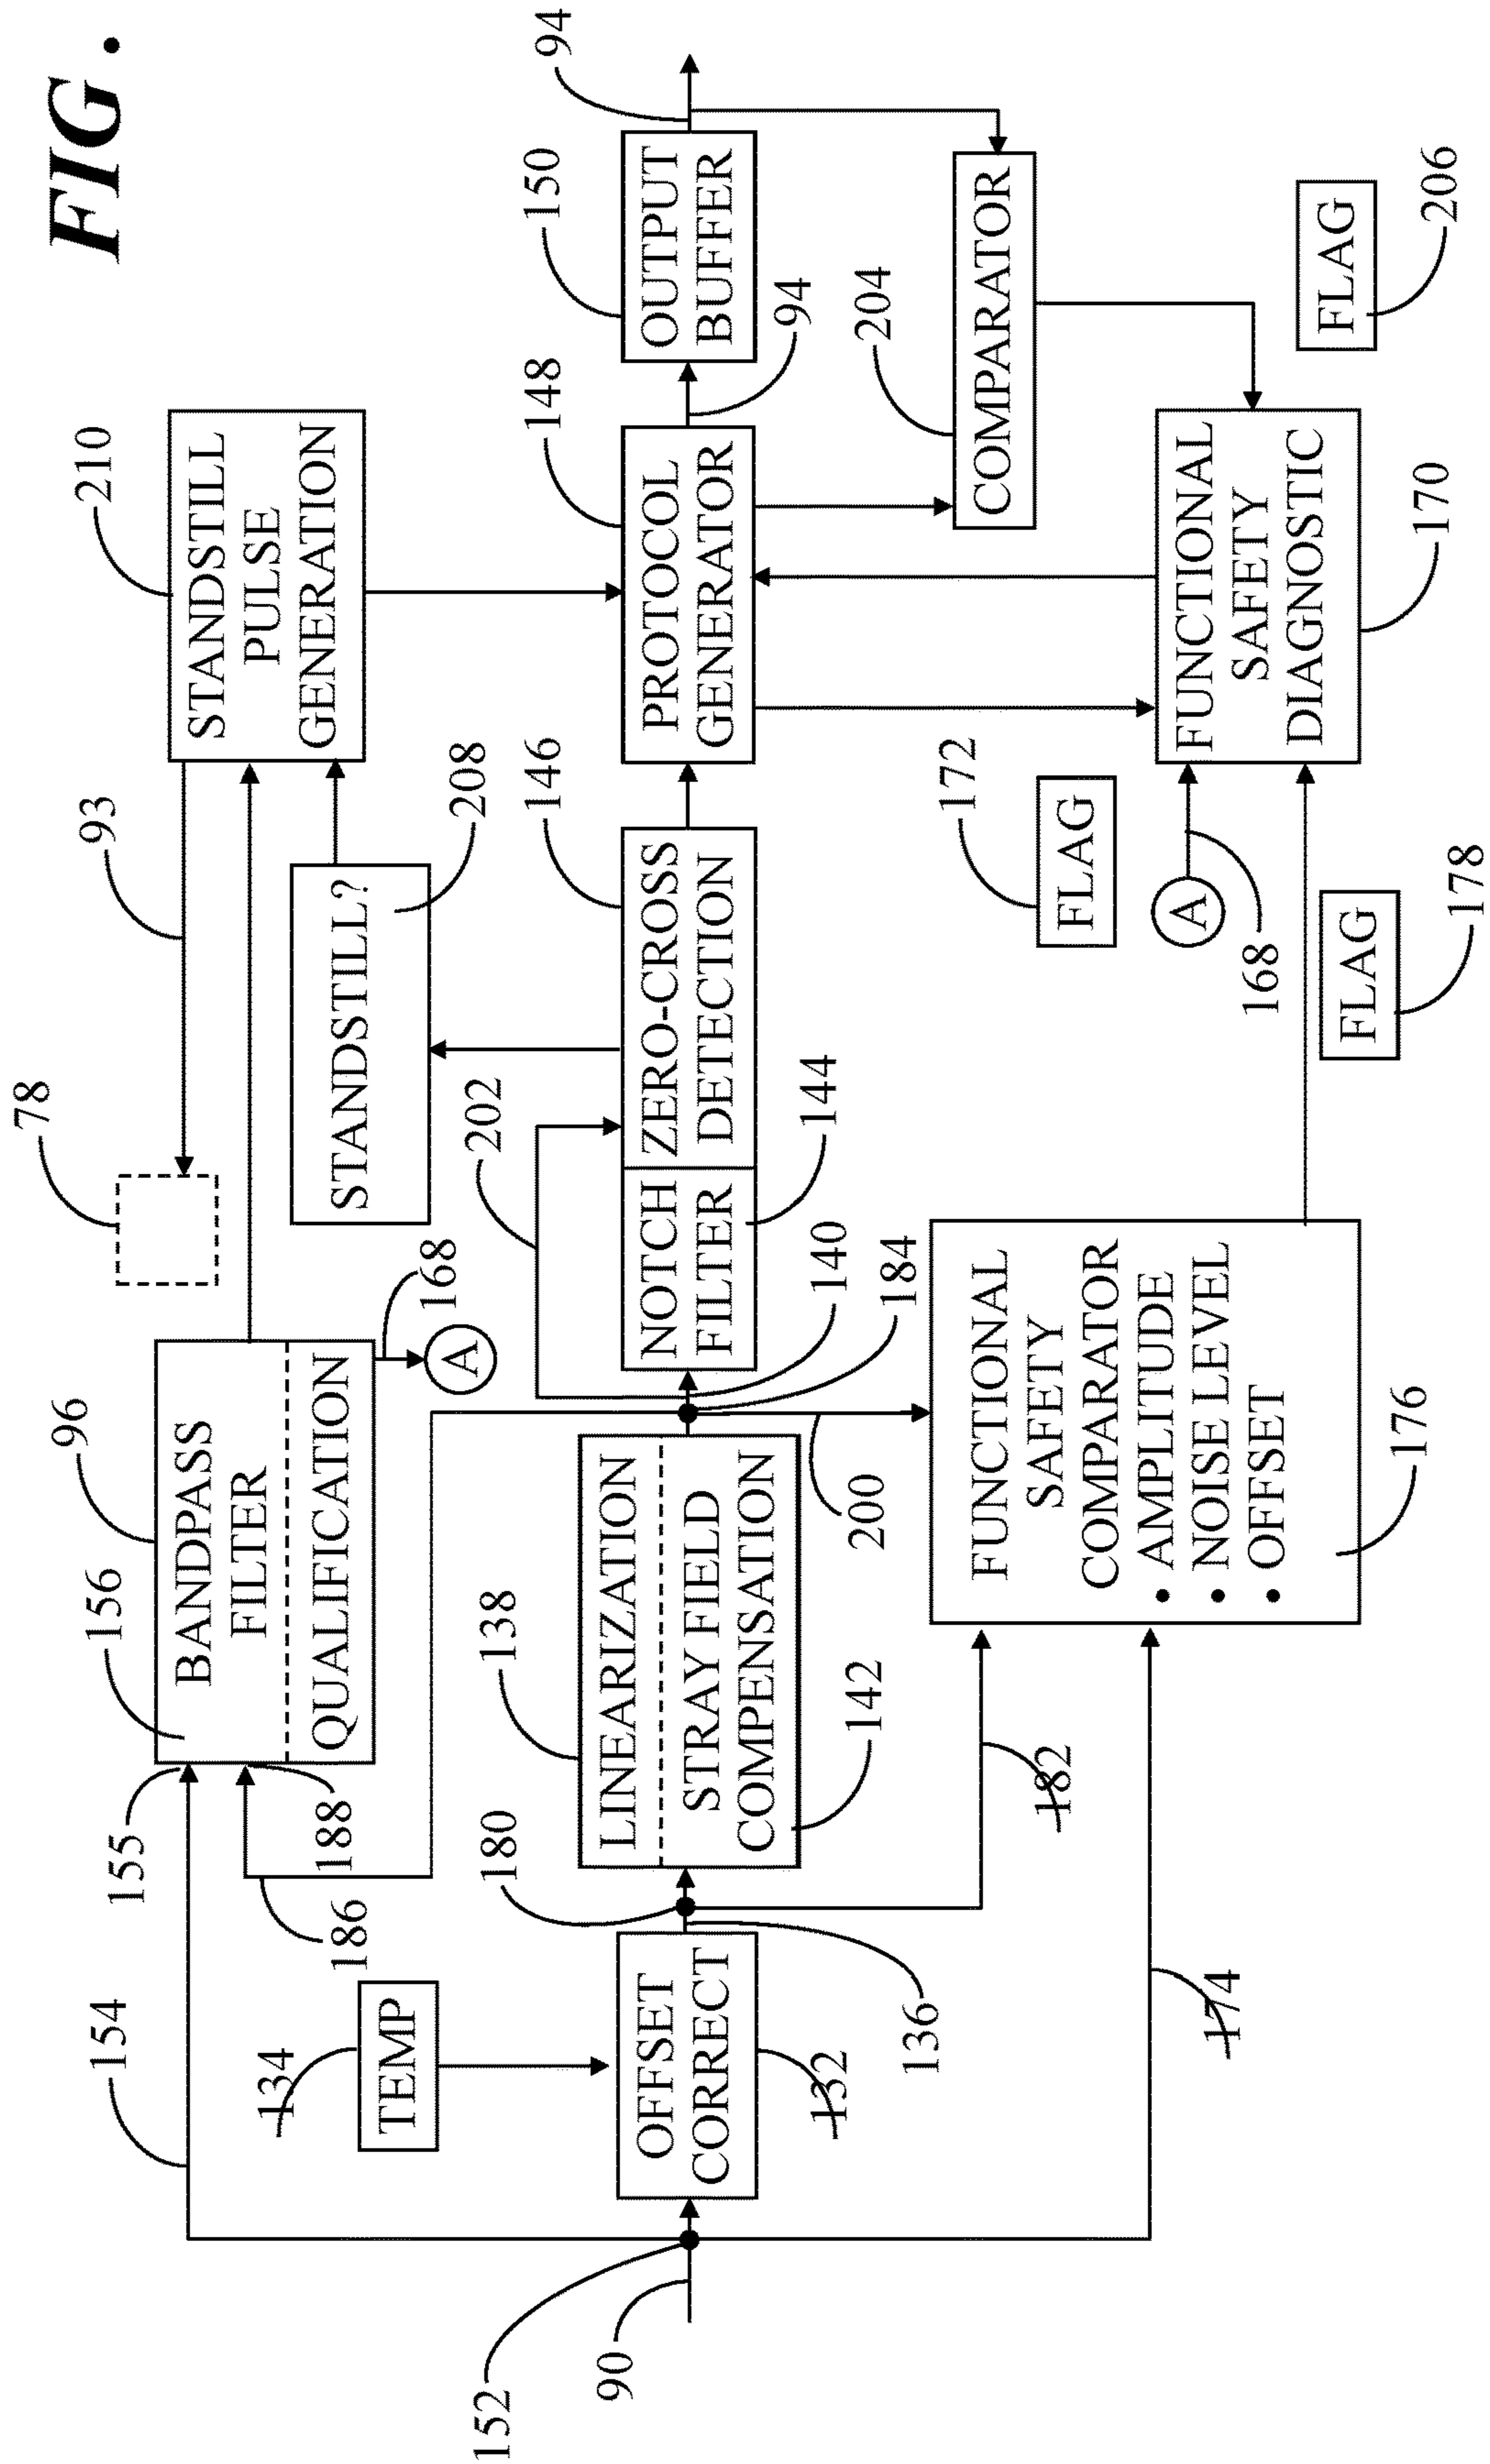 FIG.
154
155
156
96
BANDPASS
FILTER
QUALIFICATION
168
A
78
93
210
STANDSTILL
PULSE
GENERATION
STANDSTILL?
208
186
188
134
TEMP
152
90
OFFSET
CORRECT
132
136
180
138
LINEARIZATION
STRAY FIELD
COMPENSATION
142
202
200
140
184
NOTCH
FILTER
144
ZERO-CROSS
DETECTION
146
148
PROTOCOL
GENERATOR
94
150
OUTPUT
BUFFER
94
204
COMPARATOR
182
174
FUNCTIONAL
SAFETY
COMPARATOR
• AMPLITUDE
• NOISE LEVEL
• OFFSET
176
172
FLAG
A
168
FLAG
178
FUNCTIONAL
SAFETY
DIAGNOSTIC
170
FLAG
206